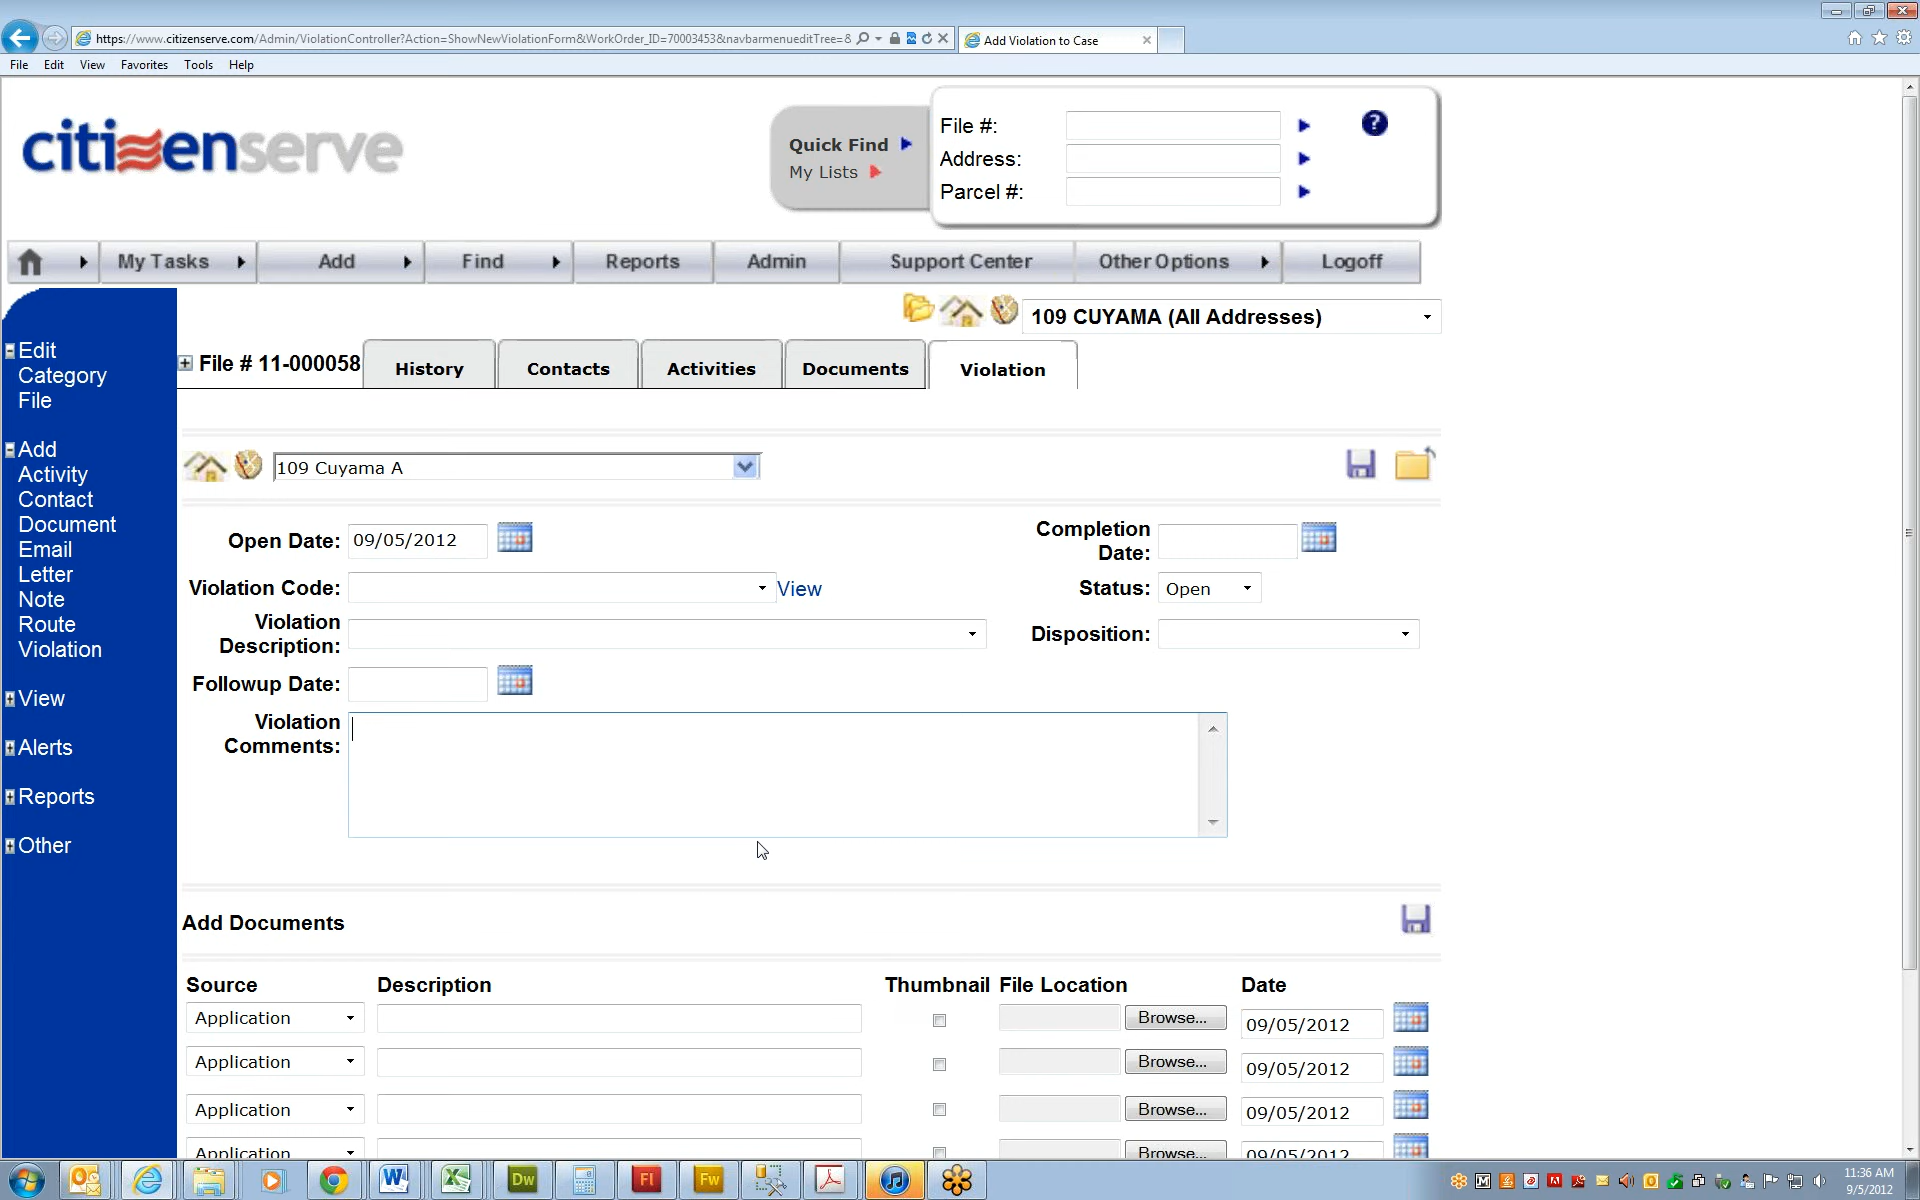 https://www.citizenserve.com/Admin/ViolationController?Action=ShowNewViolationForm&WorkOrder_ID=70003453&navbarmenueditTree=&
Add Violation to Case
File Edit View Favorites Tools Help
citizenserve
Quick Find
My Lists
File #:
Address:
Parcel #:
?
My Tasks Add Find Reports Admin Support Center Other Options Logoff
109 CUYAMA (All Addresses)
File # 11-000058 History Contacts Activities Documents Violation
Edit
Category
File
Add
Activity
Contact
Document
Email
Letter
Note
Route
Violation
View
Alerts
Reports
Other
109 Cuyama A
Open Date: 09/05/2012
Completion Date:
Violation Code: View
Status: Open
Violation Description:
Disposition:
Followup Date:
Violation Comments:
Add Documents
Source Description Thumbnail File Location Date
Application Browse... 09/05/2012
Application Browse... 09/05/2012
Application Browse... 09/05/2012
Application Browse... 09/05/2012
Dw Fl Fw
11:36 AM
9/5/2012